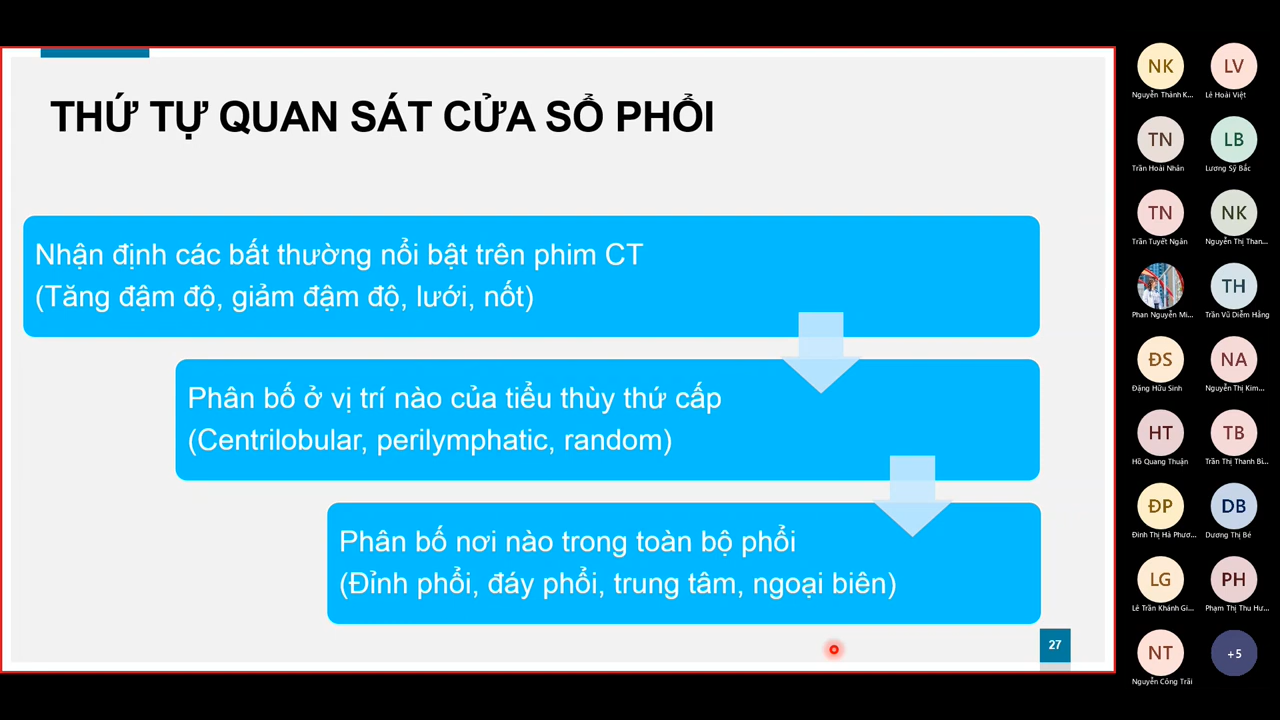 THỨ TỰ QUAN SÁT CỬA SỔ PHỔI
Nhận định các bất thường nổi bật trên phim CT
(Tăng đậm độ, giảm đậm độ, lưới, nốt)
Phân bố ở vị trí nào của tiểu thùy thứ cấp
(Centrilobular, perilymphatic, random)
Phân bố nơi nào trong toàn bộ phổi
(Đỉnh phổi, đáy phổi, trung tâm, ngoại biên)
27
NK
LV
Nguyễn Thành K...
Lê Hoài Việt
TN
LB
Trần Hoài Nhân
Lương Sỹ Bắc
TN
NK
Trần Tuyết Ngân
Nguyễn Thị Than...
TH
Phan Nguyễn Mi...
Trần Vũ Diễm Hằng
ĐS
NA
Đặng Hữu Sinh
Nguyễn Thị Kim...
HT
TB
Hồ Quang Thuận
Trần Thị Thanh Bi...
ĐP
DB
Đinh Thị Hà Phươ...
Dương Thị Bé
LG
PH
Lê Trần Khánh Gi...
Phạm Thị Thu Hư...
NT
+5
Nguyễn Công Trãi